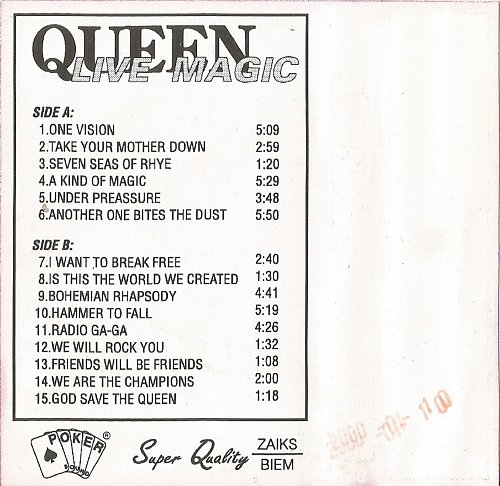 QUEEN
LIVE MAGIC
SIDE A:
1.ONE VISION 5:09
2.TAKE YOUR MOTHER DOWN 2:59
3.SEVEN SEAS OF RHYE 1:20
4.A KIND OF MAGIC 5:29
5.UNDER PREASSURE 3:48
6.ANOTHER ONE BITES THE DUST 5:50
SIDE B:
7.I WANT TO BREAK FREE 2:40
8.IS THIS THE WORLD WE CREATED 1:30
9.BOHEMIAN RHAPSODY 4:41
10.HAMMER TO FALL 5:19
11.RADIO GA-GA 4:26
12.WE WILL ROCK YOU 1:32
13.FRIENDS WILL BE FRIENDS 1:08
14.WE ARE THE CHAMPIONS 2:00
15.GOD SAVE THE QUEEN 1:18
POKER ®
SOUND
Super Quality
ZAIKS
BIEM